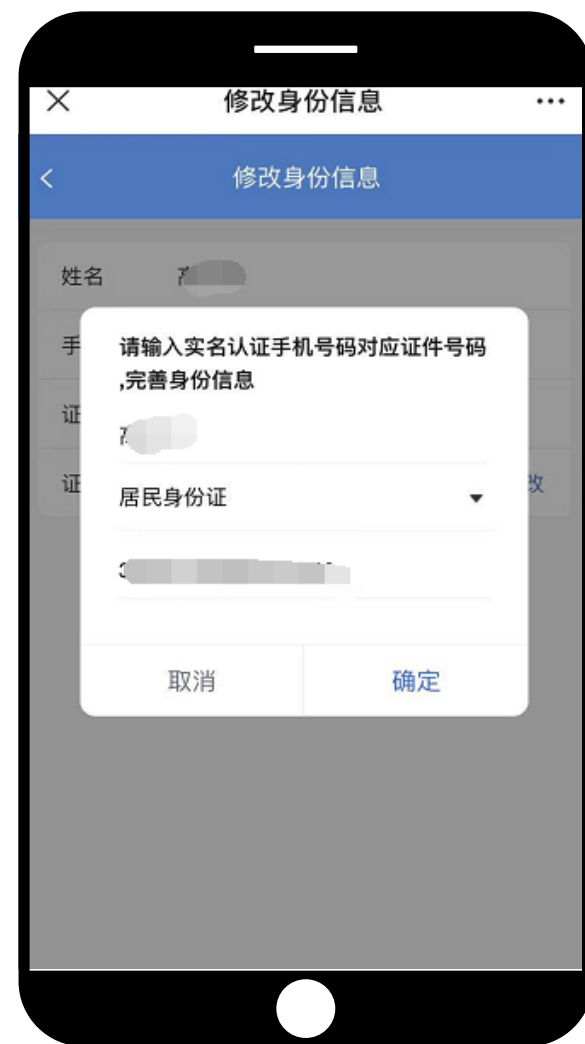 修改身份信息
修改身份信息
姓名
手
请输入实名认证手机号码对应证件号码
,完善身份信息
证
居民身份证
证
改
取消
确定